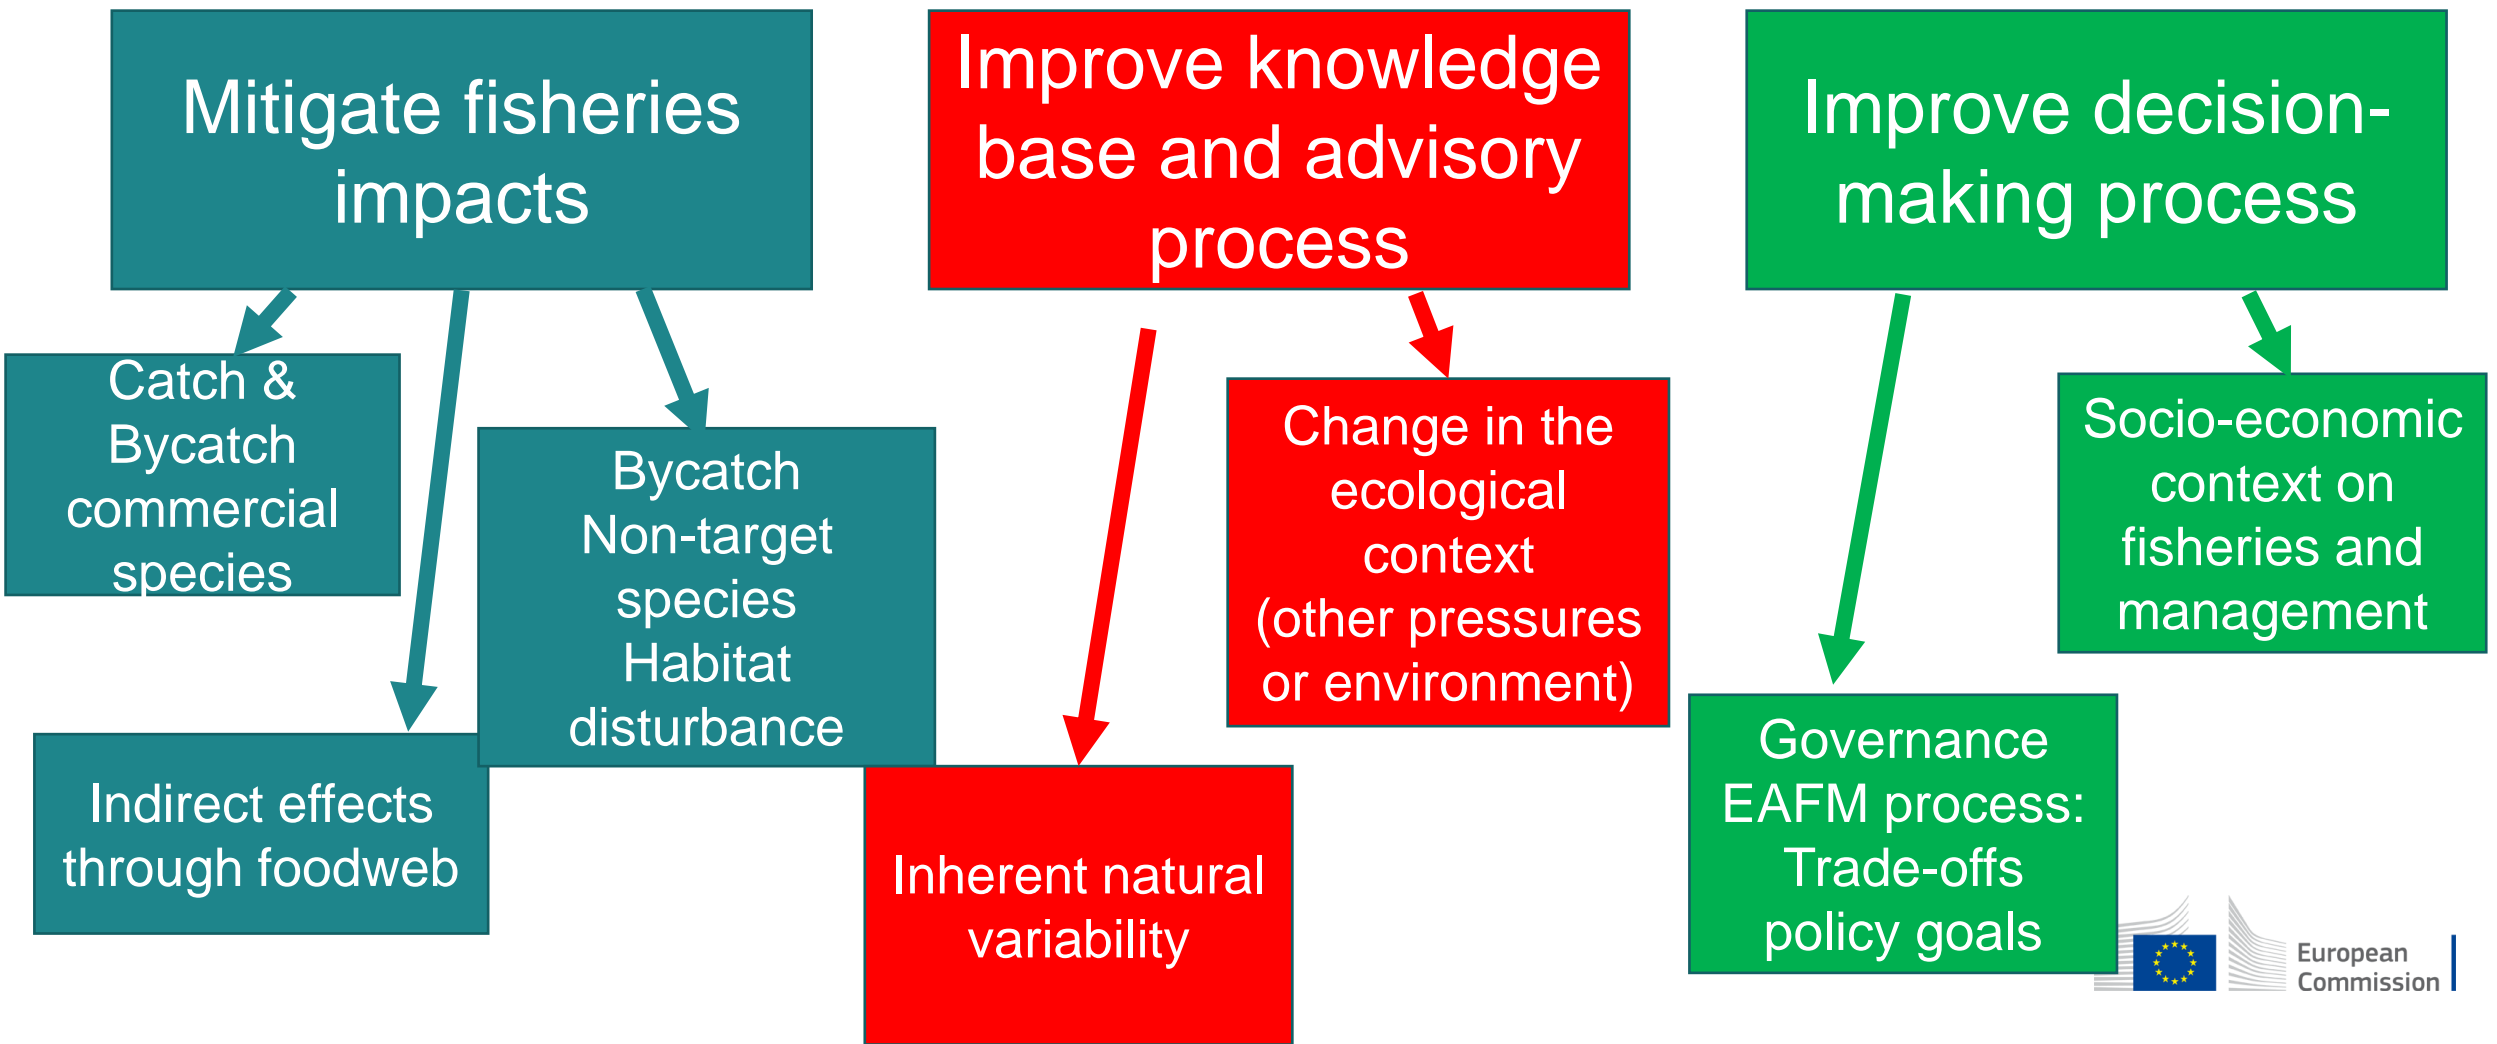 Mitigate fisheries
impacts
Improve knowledge
base and advisory
process
Improve decision-
making process
Catch &
Bycatch
commercial
species
Bycatch
Non-target
species
Habitat
disturbance
Indirect effects
through foodweb
Change in the
ecological
context
(other pressures
or environment)
Inherent natural
variability
Socio-economic
context on
fisheries and
management
Governance
EAFM process:
Trade-offs
policy goals
European
Commission